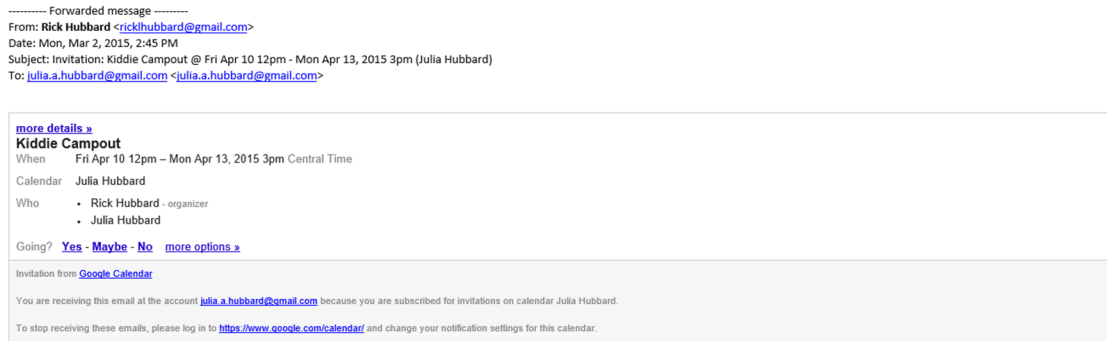 ---------- Forwarded message ---------
From: Rick Hubbard <ricklhubbard@gmail.com>
Date: Mon, Mar 2, 2015, 2:45 PM
Subject: Invitation: Kiddie Campout @ Fri Apr 10 12pm - Mon Apr 13, 2015 3pm (Julia Hubbard)
To: julia.a.hubbard@gmail.com <julia.a.hubbard@gmail.com>
more details »
Kiddie Campout
When Fri Apr 10 12pm – Mon Apr 13, 2015 3pm Central Time
Calendar Julia Hubbard
Who • Rick Hubbard - organizer
• Julia Hubbard
Going? Yes - Maybe - No more options »
Invitation from Google Calendar
You are receiving this email at the account julia.a.hubbard@gmail.com because you are subscribed for invitations on calendar Julia Hubbard.
To stop receiving these emails, please log in to https://www.google.com/calendar/ and change your notification settings for this calendar.